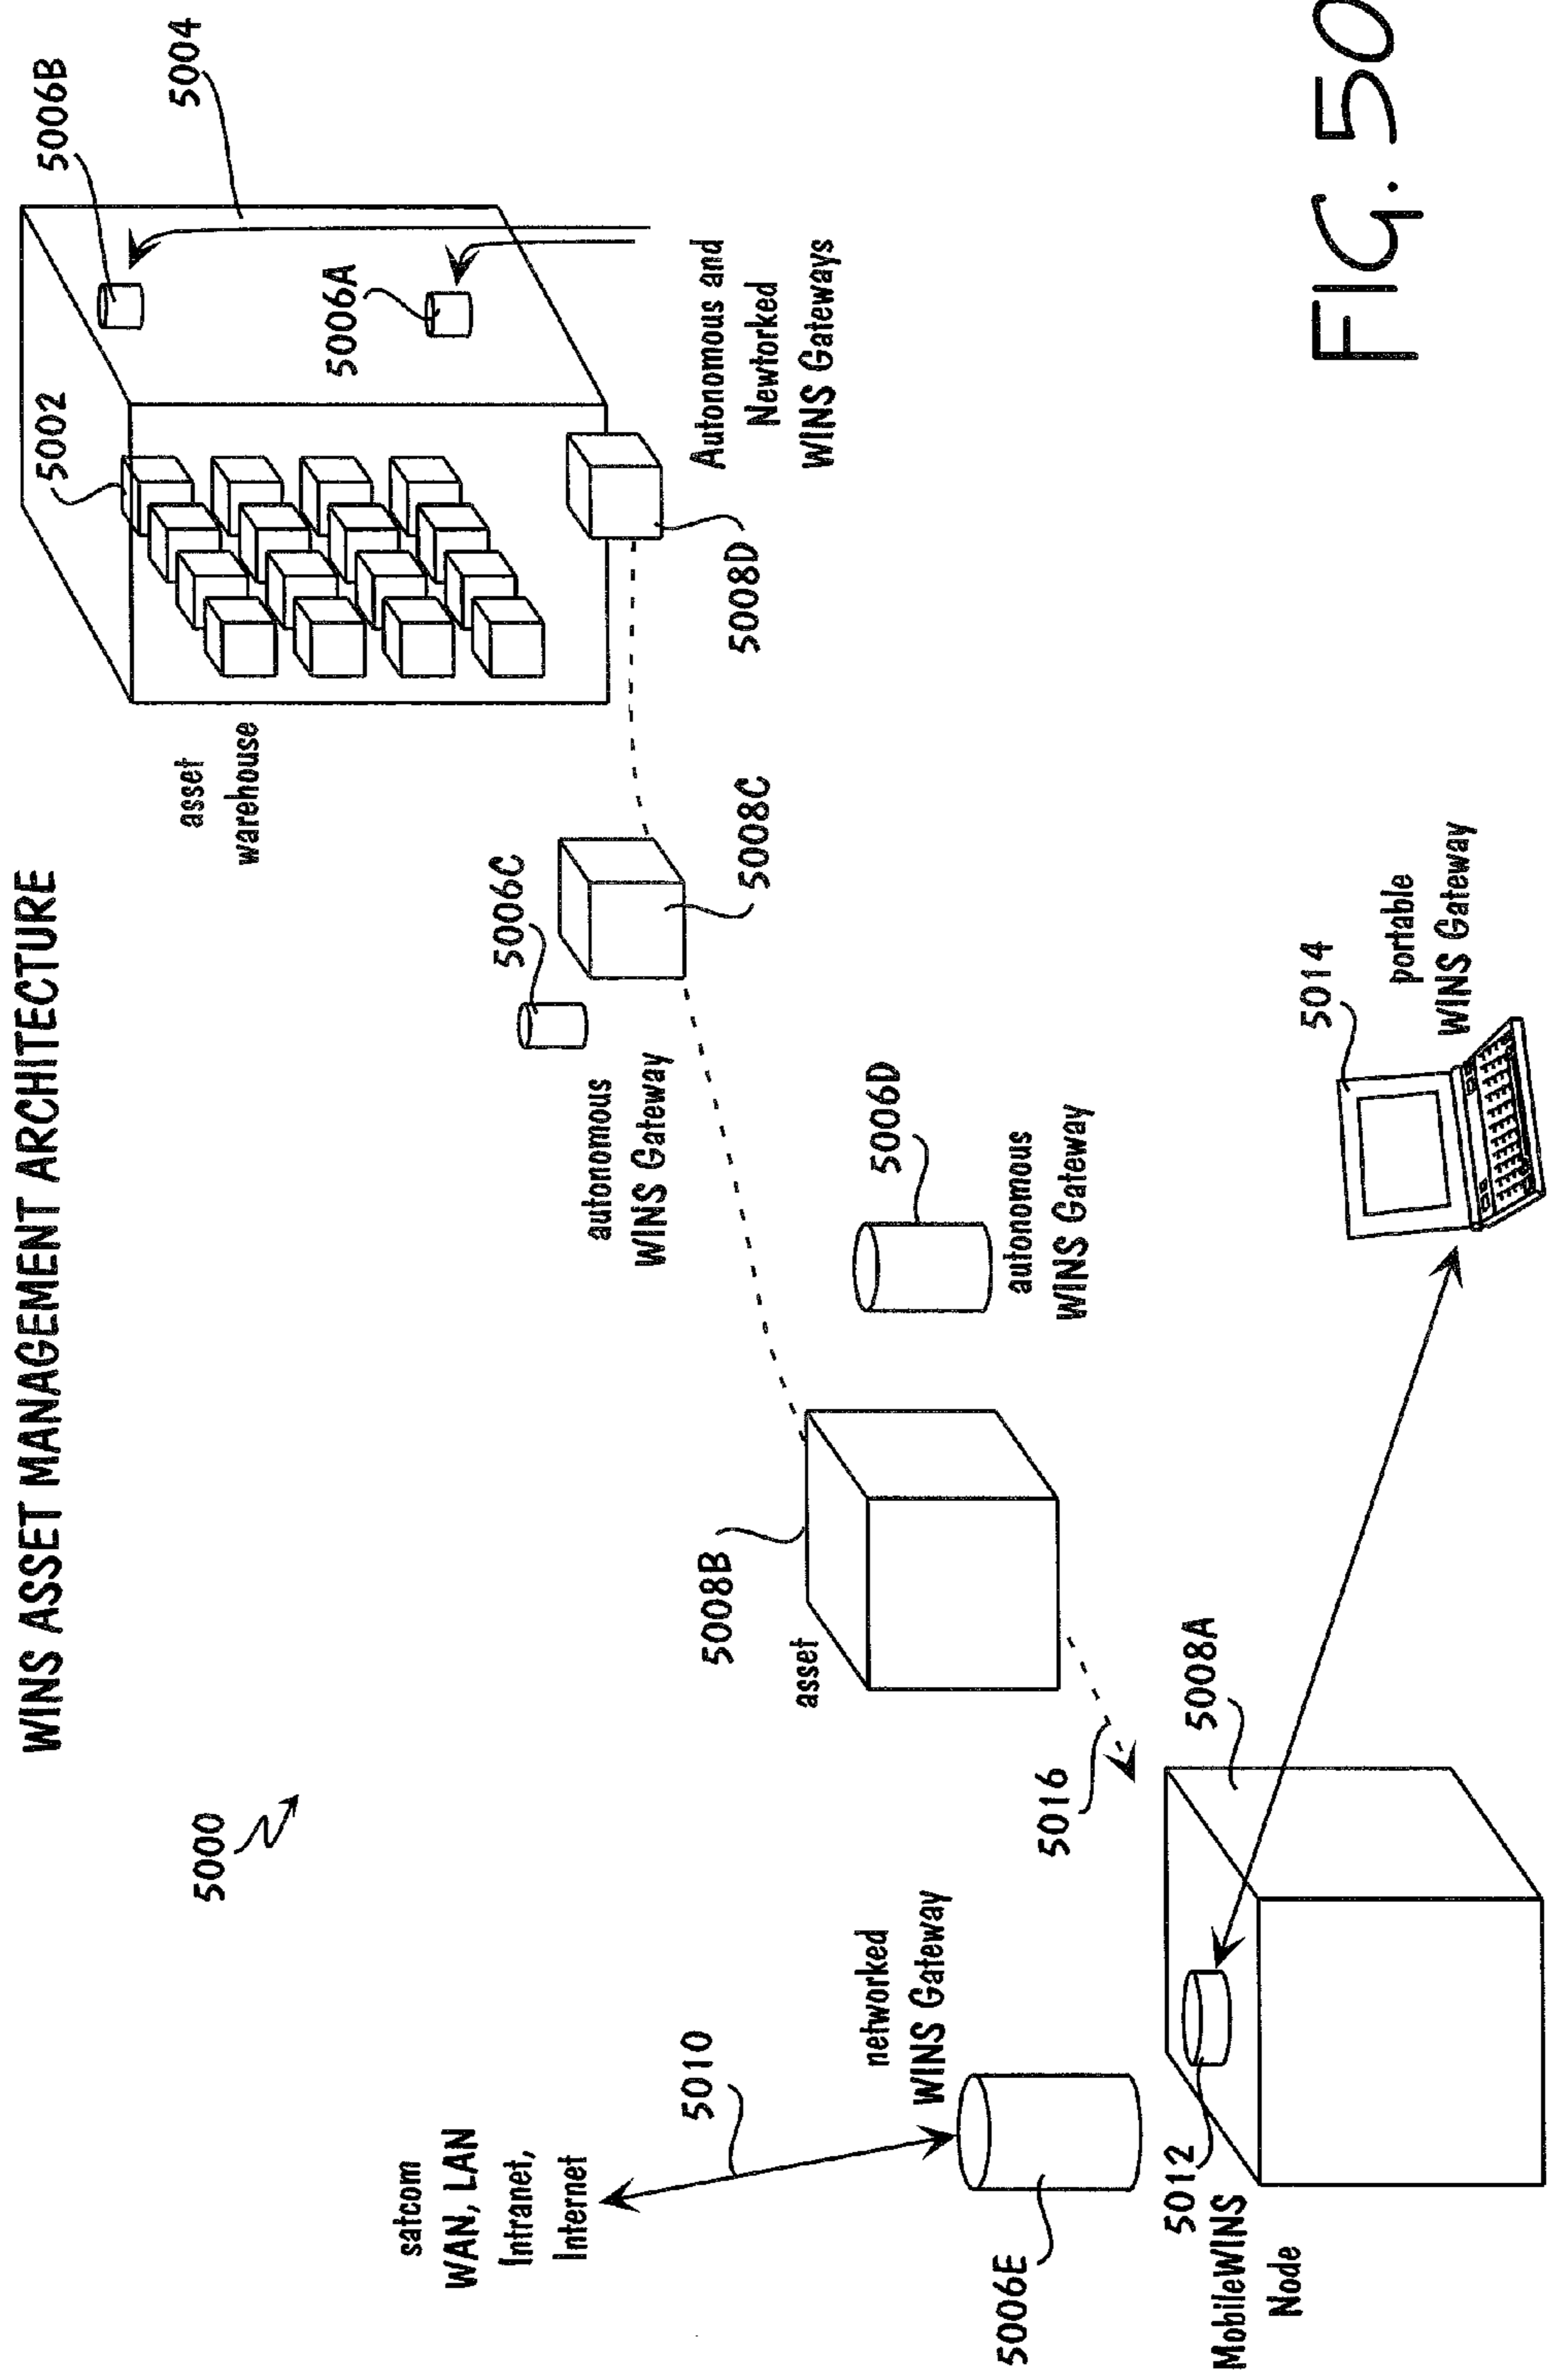 WINS ASSET MANAGEMENT ARCHITECTURE
5000
satcom
WAN, LAN
Intranet,
Internet
5010
networked
WINS Gateway
5006E
5012
MobileWINS
Node
5008A
5016
asset
5008B
autonomous
WINS Gateway
5006D
autonomous
WINS Gateway
5006C
5008C
asset
warehouse
5002
5006B
5004
5006A
5008D
Autonomous and
Newtorked
WINS Gateways
5014
portable
WINS Gateway
FIG. 50